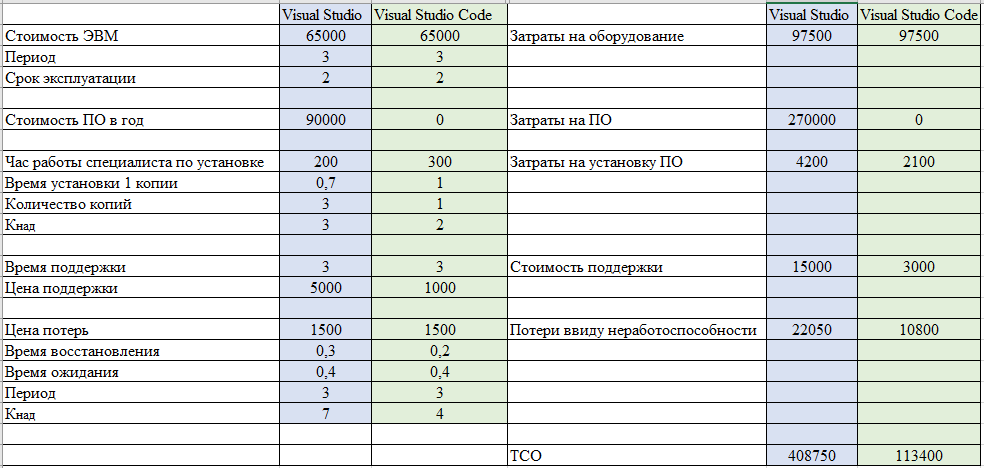 Visual Studio Visual Studio Code Visual Studio Visual Studio Code
Стоимость ЭВМ 65000 65000 Затраты на оборудование 97500 97500
Период 3 3
Срок эксплуатации 2 2
Стоимость ПО в год 90000 0 Затраты на ПО 270000 0
Час работы специалиста по установке 200 300 Затраты на установку ПО 4200 2100
Время установки 1 копии 0,7 1
Количество копий 3 1
Кнад 3 2
Время поддержки 3 3 Стоимость поддержки 15000 3000
Цена поддержки 5000 1000
Цена потерь 1500 1500 Потери ввиду неработоспособности 22050 10800
Время восстановления 0,3 0,2
Время ожидания 0,4 0,4
Период 3 3
Кнад 7 4
TCO 408750 113400